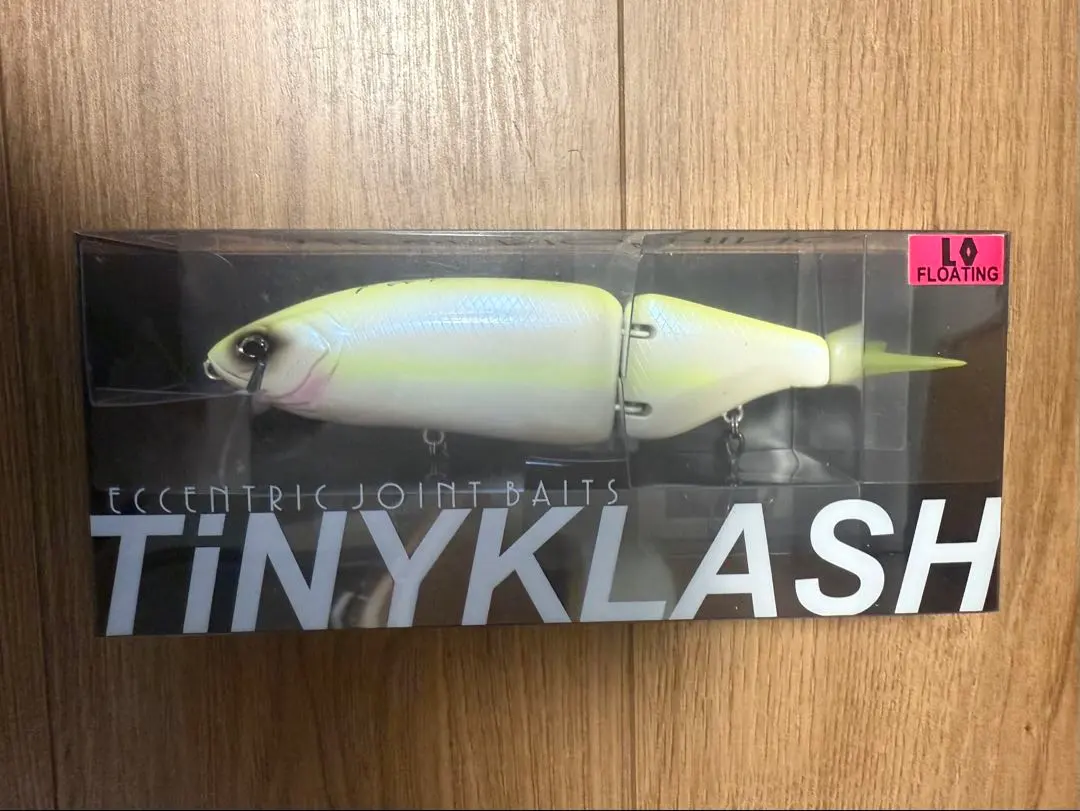 LO
FLOATING
ECCENTRIC JOINT BAITS
TiNYKLASH